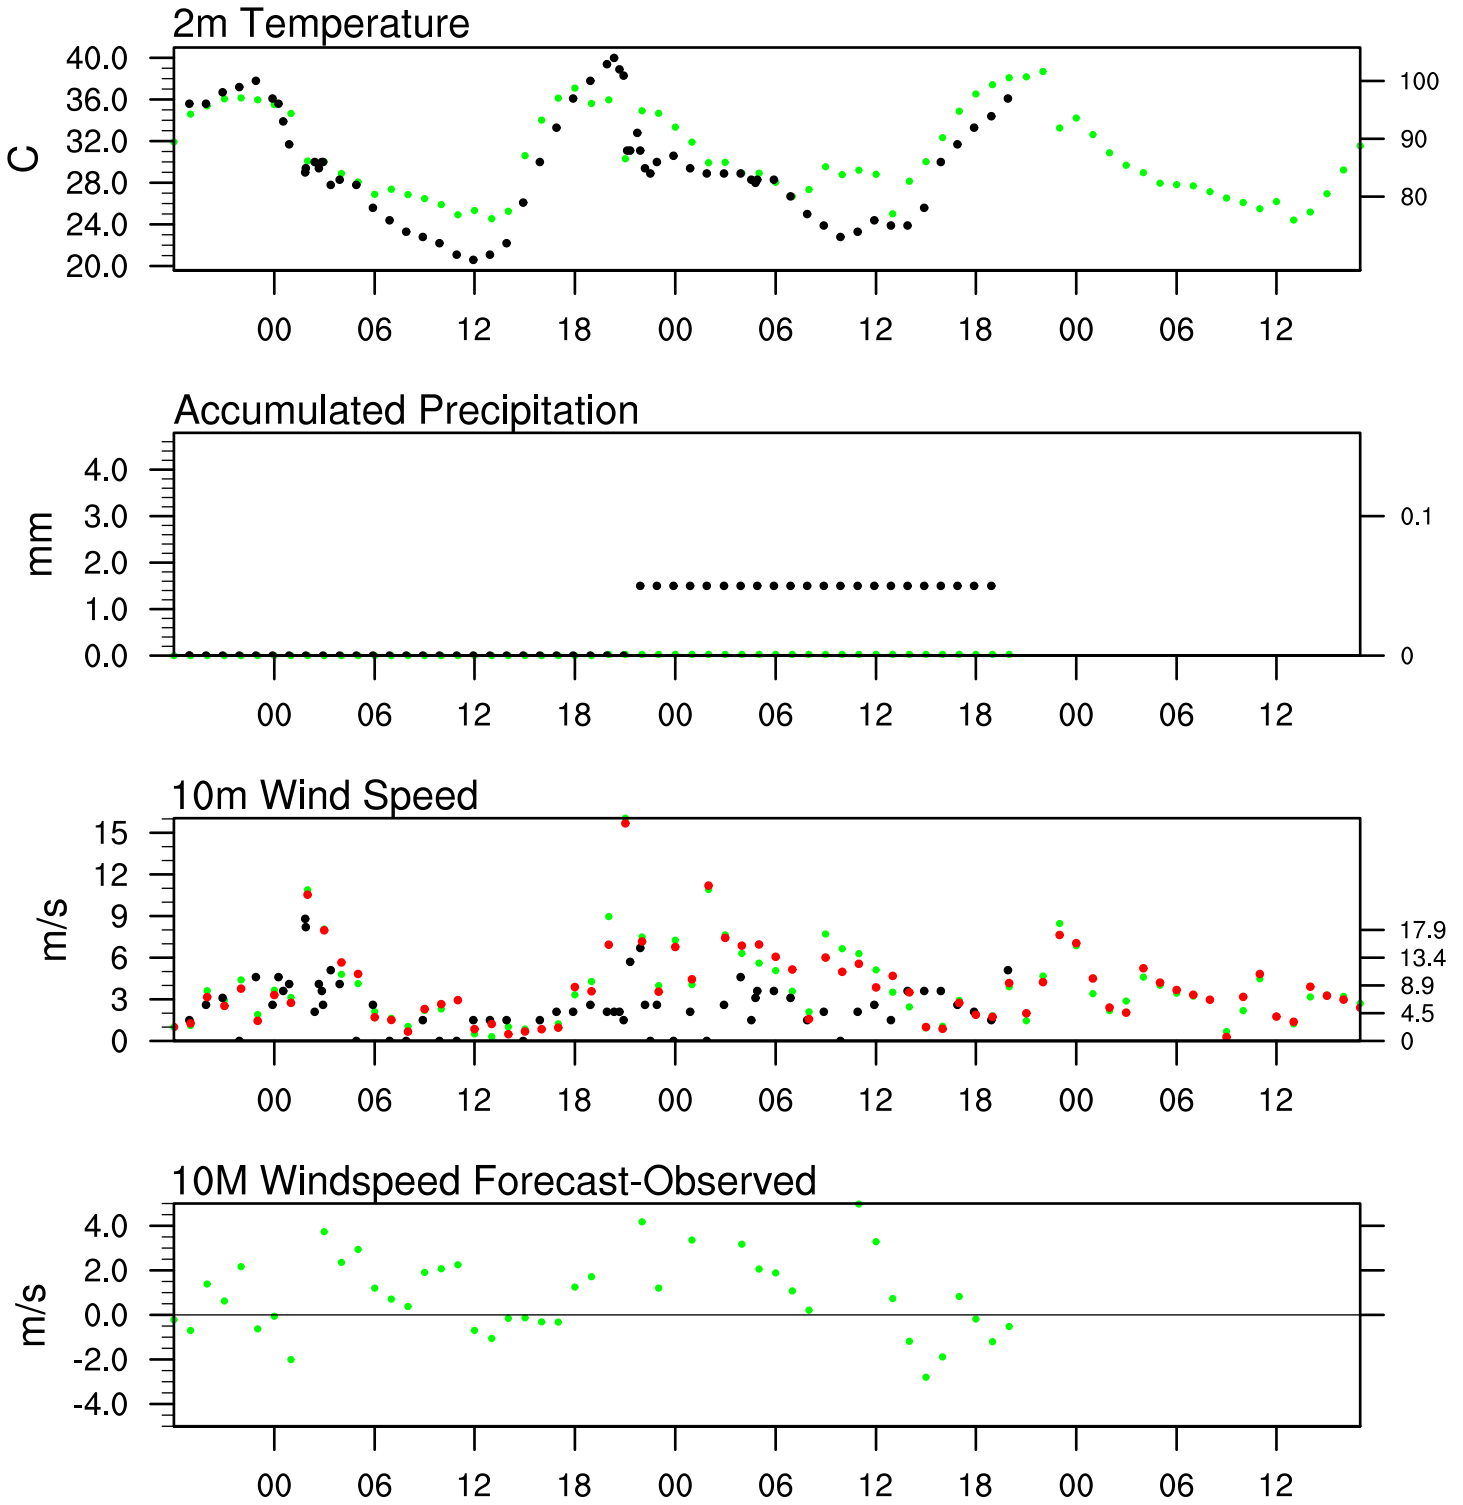 2m Temperature
40.0
36.0
32.0
28.0
24.0
20.0
C
100
90
80
00 06 12 18 00 06 12 18 00 06 12
Accumulated Precipitation
4.0
3.0
2.0
1.0
0.0
mm
0.1
0
00 06 12 18 00 06 12 18 00 06 12
10m Wind Speed
15
12
9
6
3
0
m/s
17.9
13.4
8.9
4.5
0
00 06 12 18 00 06 12 18 00 06 12
10M Windspeed Forecast-Observed
4.0
2.0
0.0
-2.0
-4.0
m/s
00 06 12 18 00 06 12 18 00 06 12